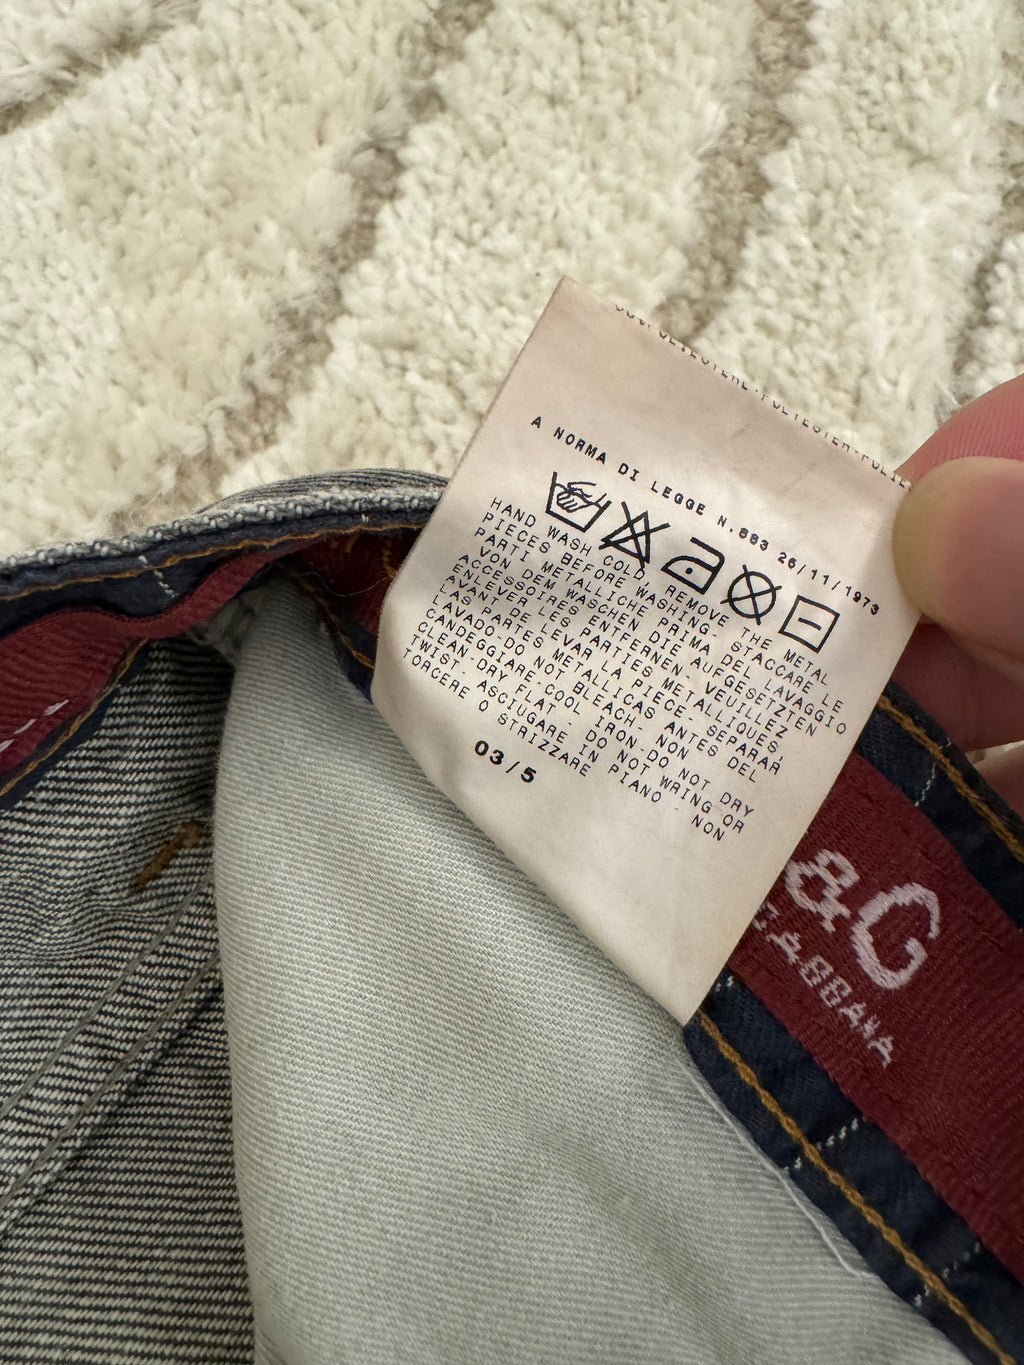 POLYESTER-POLIE
A NORMA DI LEGGE N.883 26/11/1973
HAND WASH COLD, REMOVE THE METAL
PIECES BEFORE WASHING- STACCARE LE
PARTI METALLICHE PRIMA DEL LAVAGGIO
VON DEM WASCHEN DIE AUFGESETZTEN
ACCESSOIRES ENTFERNEN-VEUILLEZ
ENLEVER LES PARTIES METALLIQUES,
AVANT DE LEVAR LA PIECE- SEPARAR
LAS PARTES METALLICAS ANTES DEL
LAVADO-DO NOT BLEACH- NON
CANDEGGIARE-COOL IRON-DO NOT DRY
CLEAN-DRY FLAT - DO NOT WRING OR
TWIST- ASCIUGARE IN PIANO - NON
TORCERE O STRIZZARE
03/5
&G
GABBANA